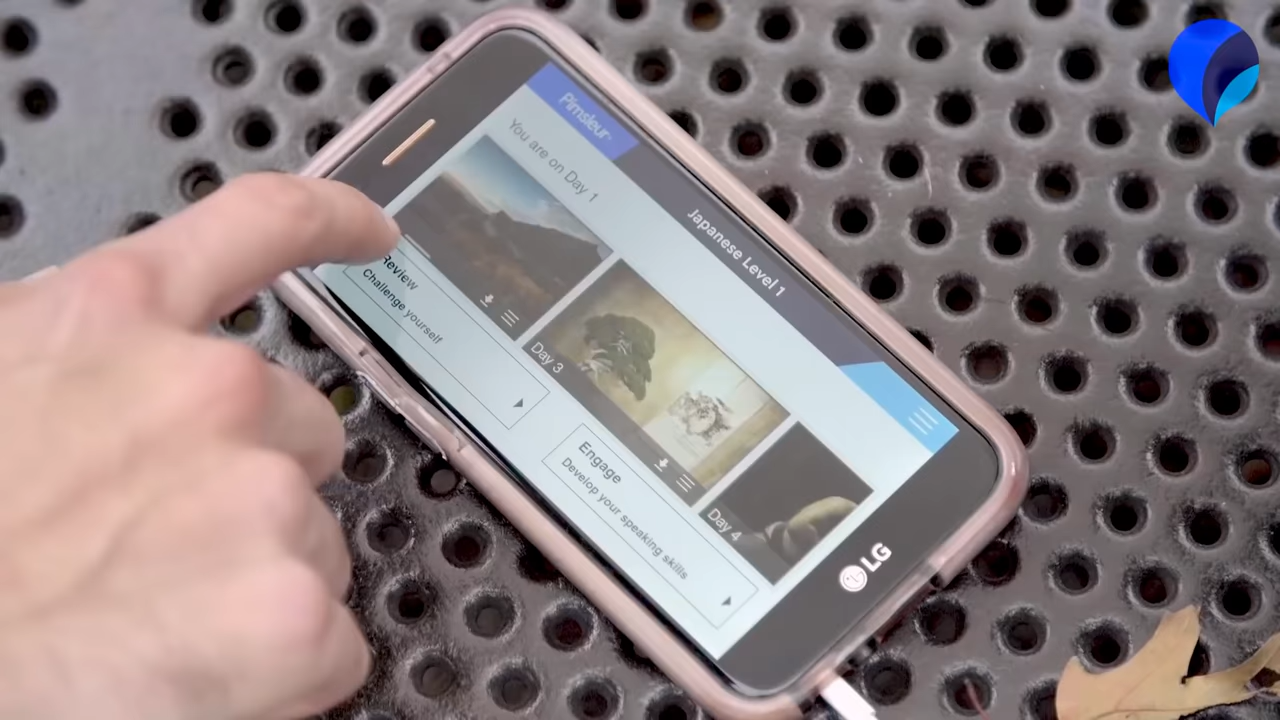 Pimsleur
Japanese Level 1
You are on Day 1
Day 3
Day 4
Review
Challenge yourself
Engage
Develop your speaking skills
LG